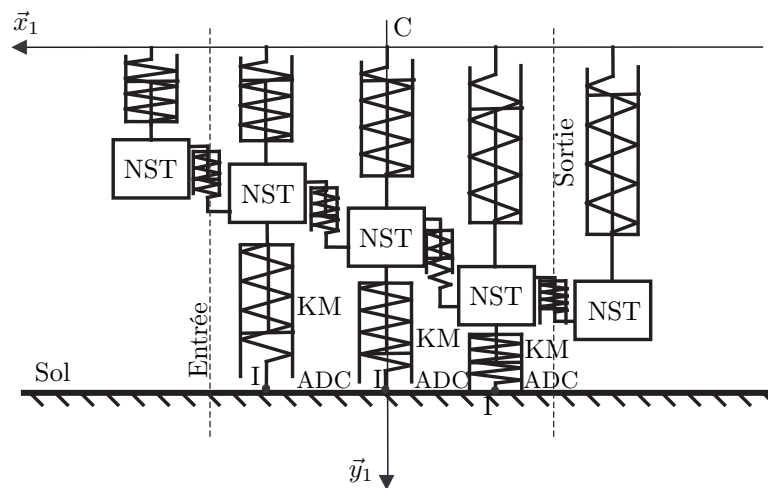 x⃗₁
C
NST
NST
NST
NST
NST
Entrée
Sortie
KM
KM
KM
Sol
I
ADC
I
ADC
I
ADC
y⃗₁